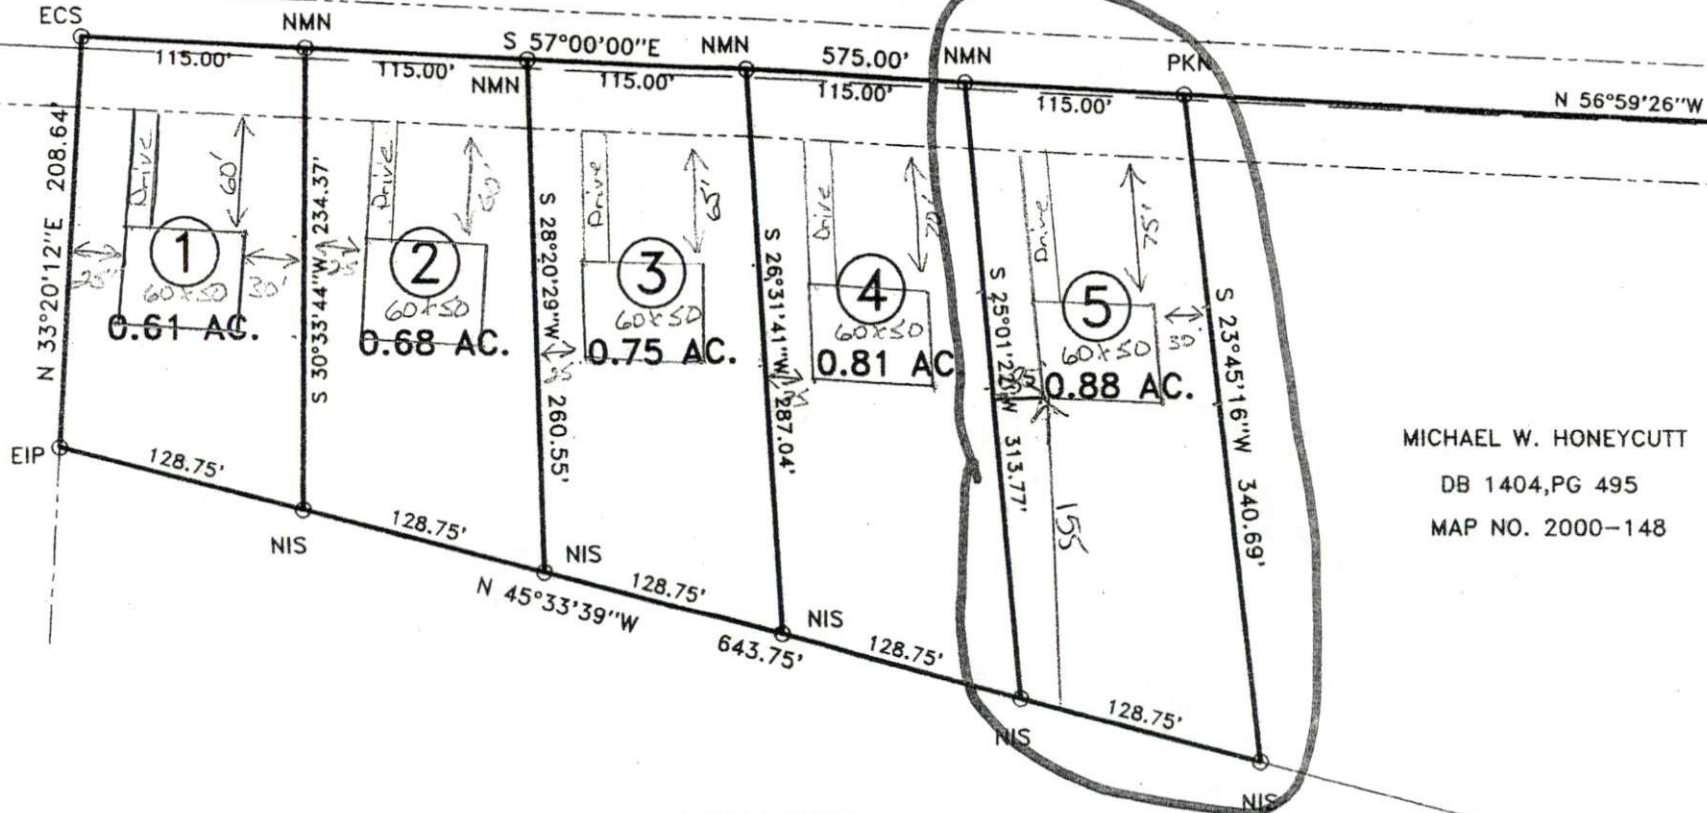 ECS
NMN
S 57°00'00"E
NMN
575.00'
NMN
PKN
115.00'
115.00'
NMN
115.00'
115.00'
115.00'
N 56°59'26"W
N 33°20'12"E 208.64'
Drive
60'
1
25'
60x50
30'
0.61 AC.
S 30°33'44"W 234.37'
Drive
60'
2
60x50
0.68 AC.
S 28°20'29"W 260.55'
Drive
65'
3
60x50
25
0.75 AC.
S 26°31'41"W 287.04'
Drive
70'
4
60x50
0.81 AC
S 25°01'22"W 313.77'
Drive
75'
5
60x50
30'
0.88 AC.
155
S 23°45'16"W 340.69'
MICHAEL W. HONEYCUTT
DB 1404,PG 495
MAP NO. 2000-148
EIP
128.75'
NIS
128.75'
NIS
N 45°33'39"W
128.75'
NIS
643.75'
128.75'
NIS
128.75'
NIS